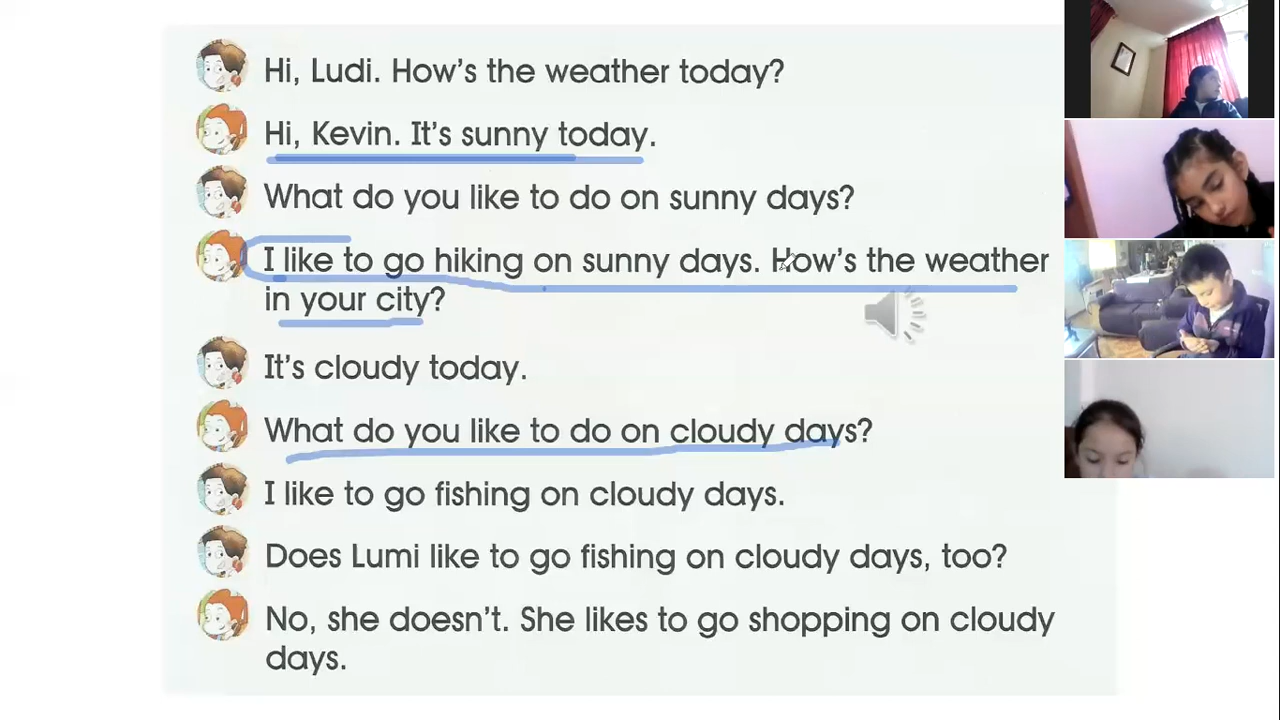 Hi, Ludi. How's the weather today?
Hi, Kevin. It's sunny today.
What do you like to do on sunny days?
I like to go hiking on sunny days. How's the weather
in your city?
It's cloudy today.
What do you like to do on cloudy days?
I like to go fishing on cloudy days.
Does Lumi like to go fishing on cloudy days, too?
No, she doesn't. She likes to go shopping on cloudy
days.